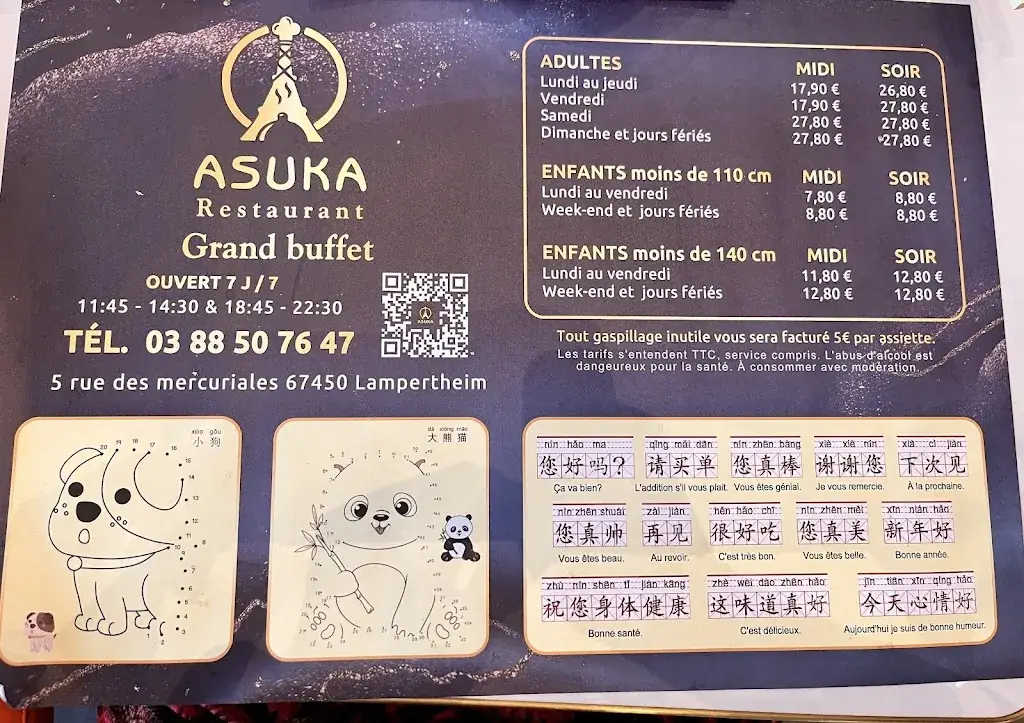 ASUKA
Restaurant
Grand buffet
OUVERT 7 J / 7
11:45 - 14:30 & 18:45 - 22:30
TÉL. 03 88 50 76 47
5 rue des mercuriales 67450 Lampertheim
ASUKA
ADULTES MIDI SOIR
Lundi au jeudi 17,90 € 26,80 €
Vendredi 17,90 € 27,80 €
Samedi 27,80 € 27,80 €
Dimanche et jours fériés 27,80 € 27,80 €
ENFANTS moins de 110 cm MIDI SOIR
Lundi au vendredi 7,80 € 8,80 €
Week-end et jours fériés 8,80 € 8,80 €
ENFANTS moins de 140 cm MIDI SOIR
Lundi au vendredi 11,80 € 12,80 €
Week-end et jours fériés 12,80 € 12,80 €
Tout gaspillage inutile vous sera facturé 5€ par assiette.
Les tarifs s'entendent TTC, service compris. L'abus d'alcool est
dangeureux pour la santé. A consommer avec modération.
xiǎo gǒu
小 狗
dà xióng māo
大 熊 猫
nín hǎo ma qǐng mǎi dān nín zhēn bàng xiè xiè nín xià cì jiàn
您好吗? 请买单 您真棒 谢谢您 下次见
Ça va bien? L'addition s'il vous plait. Vous êtes génial. Je vous remercie. À la prochaine.
nín zhēn shuài zài jiàn hěn hǎo chī nín zhēn měi xīn nián hǎo
您真帅 再见 很好吃 您真美 新年好
Vous êtes beau. Au revoir. C'est très bon. Vous êtes belle. Bonne année.
zhù nín shēn tǐ jiàn kāng zhè wèi dào zhēn hǎo jīn tiān xīn qíng hǎo
祝您身体健康 这味道真好 今天心情好
Bonne santé. C'est délicieux. Aujourd'hui je suis de bonne humeur.